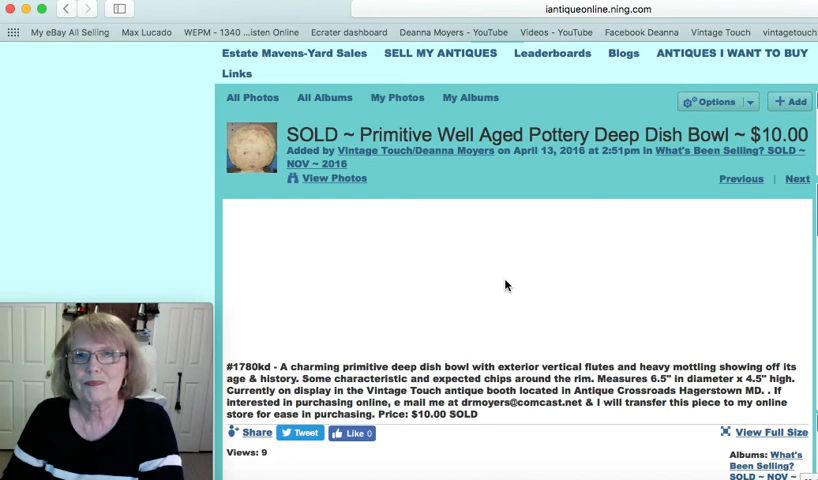 iantiqueonline.ning.com
My eBay All Selling Max Lucado WEPM - 1340 ...isten Online Ecrater dashboard Deanna Moyers - YouTube Videos - YouTube Facebook Deanna Vintage Touch vintagetouch
Estate Mavens-Yard Sales SELL MY ANTIQUES Leaderboards Blogs ANTIQUES I WANT TO BUY
Links
All Photos All Albums My Photos My Albums
Options + Add
SOLD ~ Primitive Well Aged Pottery Deep Dish Bowl ~ $10.00
Added by Vintage Touch/Deanna Moyers on April 13, 2016 at 2:51pm in What's Been Selling? SOLD ~
NOV ~ 2016
View Photos
Previous | Next
#1780kd - A charming primitive deep dish bowl with exterior vertical flutes and heavy mottling showing off its
age & history. Some characteristic and expected chips around the rim. Measures 6.5" in diameter x 4.5" high.
Currently on display in the Vintage Touch antique booth located in Antique Crossroads Hagerstown MD. . If
interested in purchasing online, e mail me at drmoyers@comcast.net & I will transfer this piece to my online
store for ease in purchasing. Price: $10.00 SOLD
Share Tweet Like 0 View Full Size
Views: 9
Albums: What's
Been Selling?
SOLD ~ NOV ~